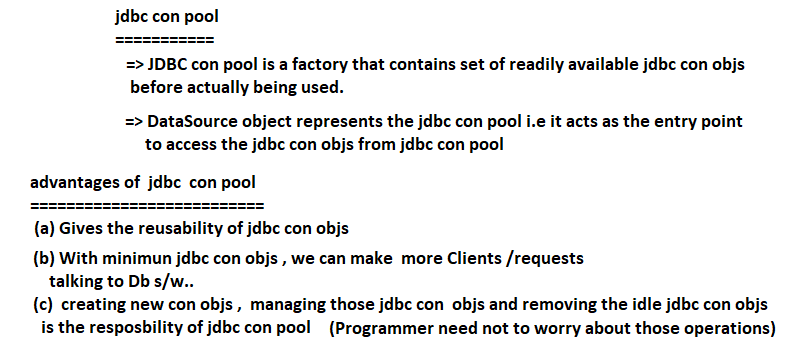 jdbc con pool
===========
=> JDBC con pool is a factory that contains set of readily available jdbc con objs
before actually being used.
=> DataSource object represents the jdbc con pool i.e it acts as the entry point
to access the jdbc con objs from jdbc con pool
advantages of jdbc con pool
==========================
(a) Gives the reusability of jdbc con objs
(b) With minimun jdbc con objs , we can make more Clients /requests
talking to Db s/w..
(c) creating new con objs , managing those jdbc con objs and removing the idle jdbc con objs
is the resposbility of jdbc con pool (Programmer need not to worry about those operations)